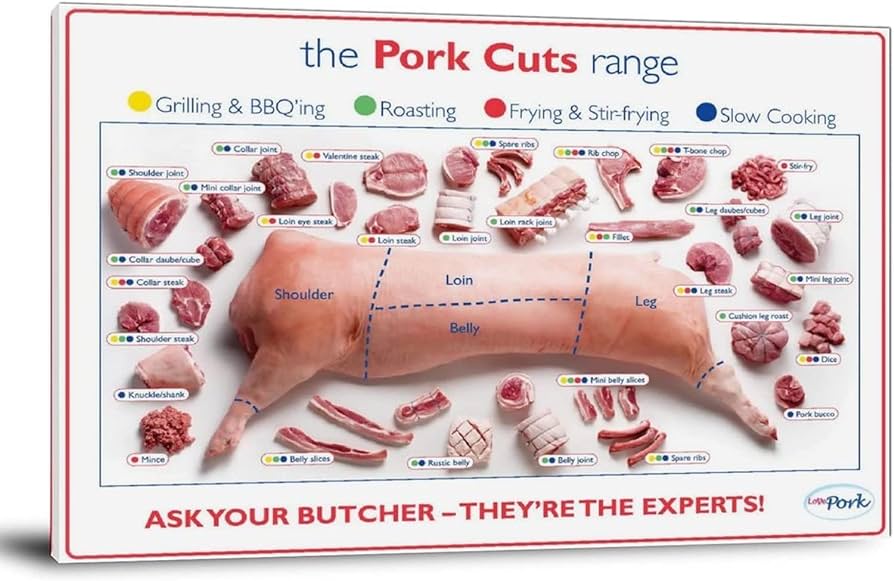 the Pork Cuts range
Grilling & BBQ'ing
Roasting
Frying & Stir-frying
Slow Cooking
Collar joint
Valentine steak
Spare ribs
Rib chop
T-bone chop
Stir-fry
Shoulder joint
Mini collar joint
Loin eye steak
Loin steak
Loin joint
Loin rack joint
Fillet
Leg daubes/cubes
Leg joint
Collar daube/cube
Collar steak
Shoulder
Loin
Belly
Leg
Leg steak
Mini leg joint
Cushion leg roast
Shoulder steak
Dice
Knuckle/shank
Mini belly slices
Pork bucco
Mince
Belly slices
Rustic belly
Belly joint
Spare ribs
ASK YOUR BUTCHER – THEY'RE THE EXPERTS!
Love Pork